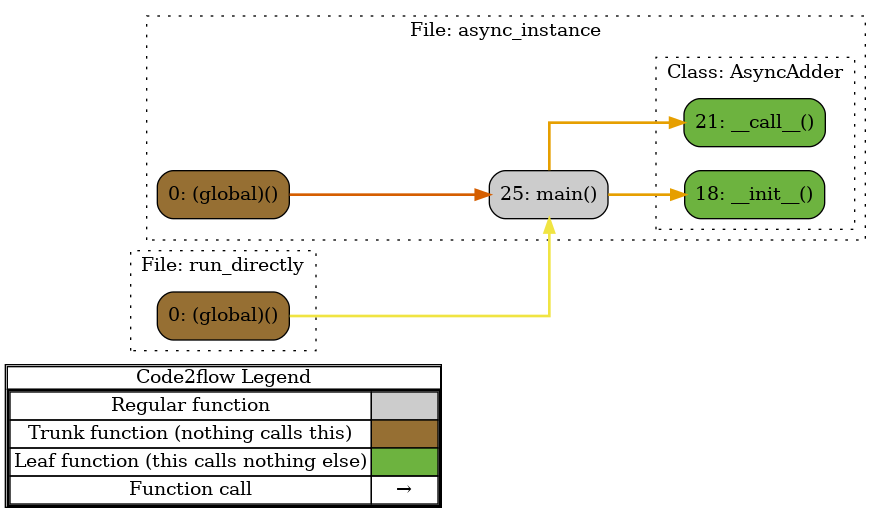 File: async_instance
Class: AsyncAdder
21: __call__()
0: (global)()
25: main()
18: __init__()
File: run_directly
0: (global)()
Code2flow Legend
Regular function
Trunk function (nothing calls this)
Leaf function (this calls nothing else)
Function call →